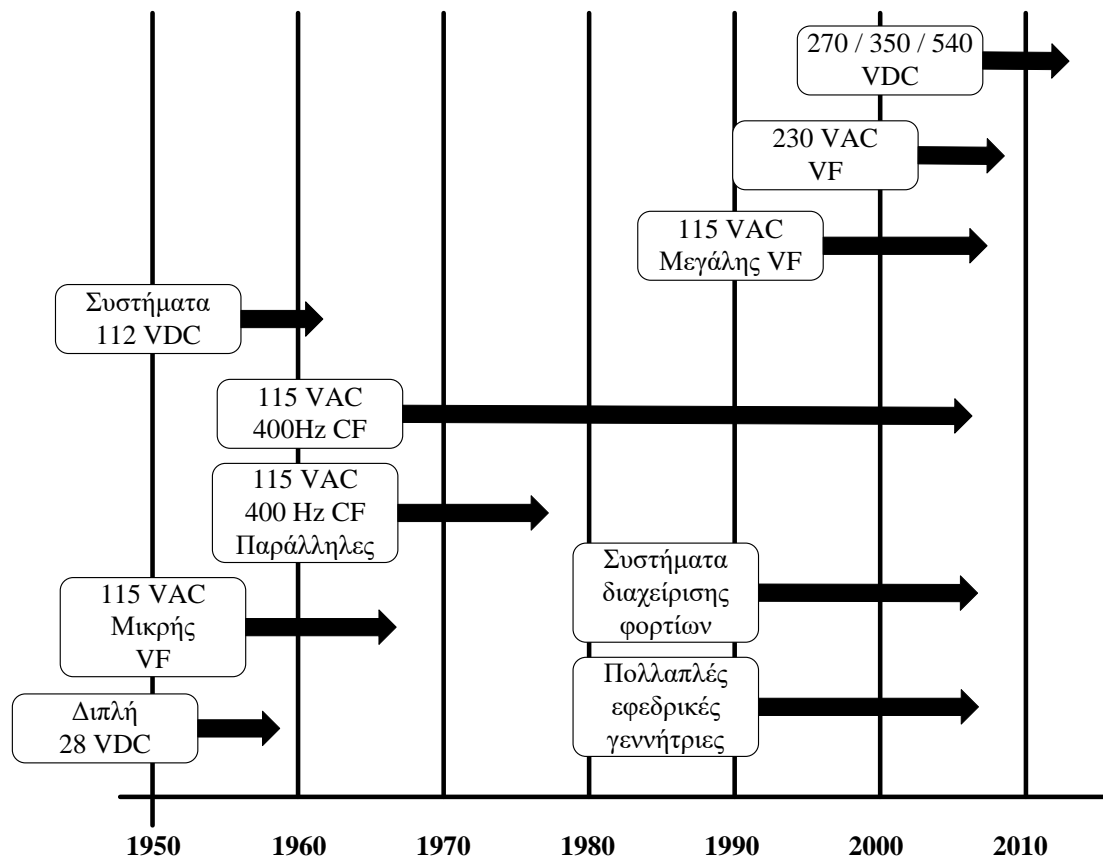 270 / 350 / 540
VDC
230 VAC
VF
115 VAC
Μεγάλης VF
Συστήματα
112 VDC
115 VAC
400Hz CF
115 VAC
400 Hz CF
Παράλληλες
Συστήματα
διαχείρισης
φορτίων
115 VAC
Μικρής
VF
Πολλαπλές
εφεδρικές
γεννήτριες
Διπλή
28 VDC
1950 1960 1970 1980 1990 2000 2010